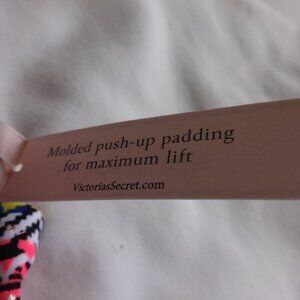 Molded push-up padding
for maximum lift
VictoriasSecret.com